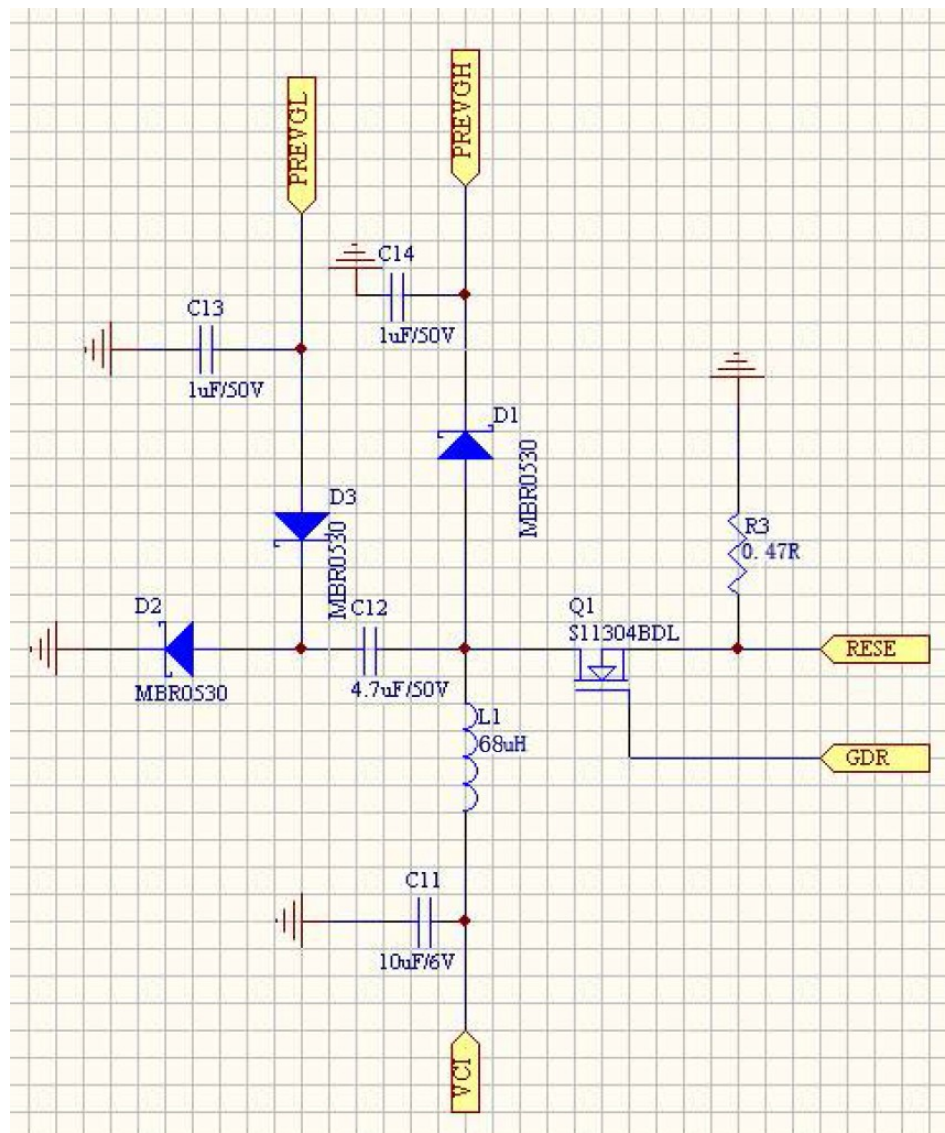 PREVGH
PREVGL
C14
1uF/50V
C13
1uF/50V
D1
MBR0530
D3
MBR0530
R3
0.47R
D2
MBR0530
C12
4.7uF/50V
Q1
S11304BDL
RESE
L1
68uH
GDR
C11
10uF/6V
VCI